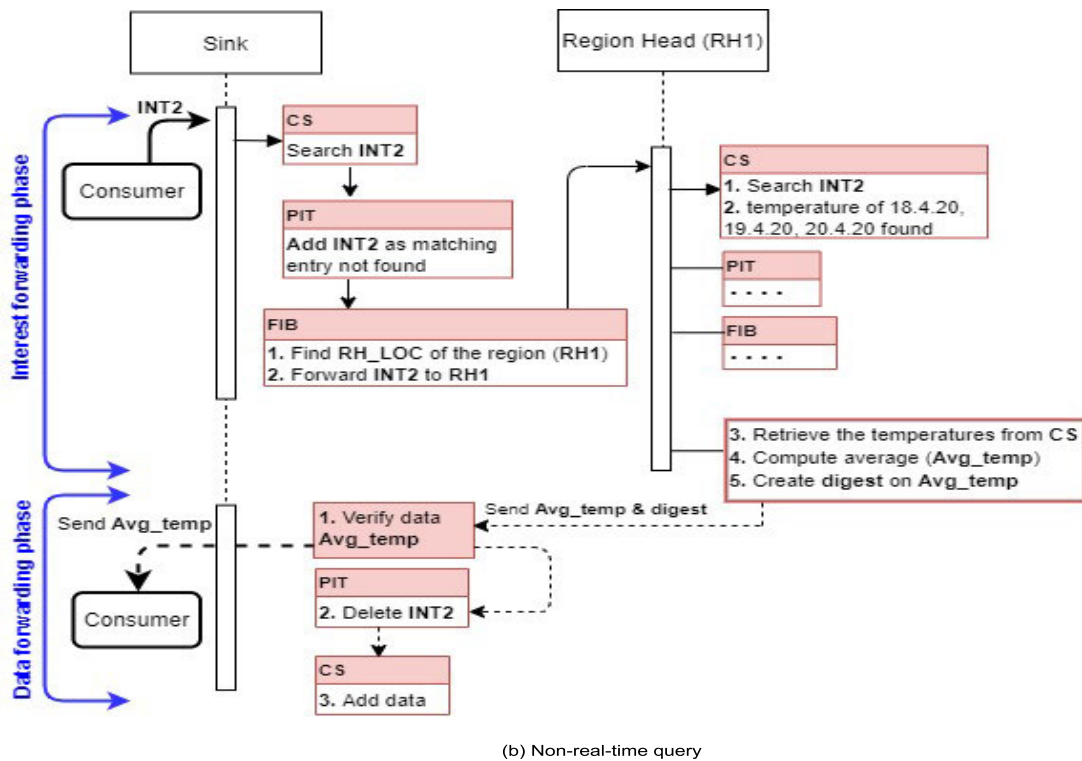 Sink
Region Head (RH1)
Interest forwarding phase
INT2
Consumer
CS
Search INT2
PIT
Add INT2 as matching
entry not found
FIB
1. Find RH_LOC of the region (RH1)
2. Forward INT2 to RH1
CS
1. Search INT2
2. temperature of 18.4.20,
19.4.20, 20.4.20 found
PIT
- - - -
FIB
- - - -
3. Retrieve the temperatures from CS
4. Compute average (Avg_temp)
5. Create digest on Avg_temp
Data forwarding phase
Send Avg_temp & digest
1. Verify data
Avg_temp
Send Avg_temp
Consumer
PIT
2. Delete INT2
CS
3. Add data
(b) Non-real-time query